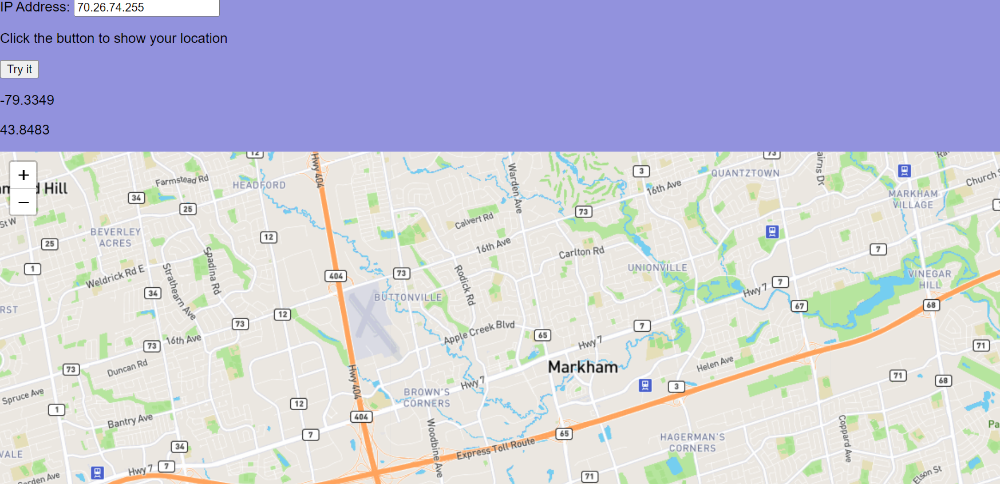 IP Address: 70.26.74.255
Click the button to show your location
Try it
-79.3349
43.8483
+
−
Hill
12
Hwy 404
73
3
QUANTZTOWN
Farmstead Rd
HEADFORD
Warden Ave
16th Ave
Church
34
25
MARKHAM
VILLAGE
St W
73
Calvert Rd
BEVERLEY
ACRES
25
12
16th Ave
Carlton Rd
7
1
Weldrick Rd E
Spadina Rd
Strathearn Ave
404
73
Rodick Rd
UNIONVILLE
VINEGAR
HILL
7
Hwy 7
34
BUTTONVILLE
RST
12
67
68
73
Apple Creek Blvd
7
65
16th Ave
73
Hwy 7
71
73
Duncan Rd
Hwy 404
Markham
Helen Ave
71
68
Hwy 7
3
Spruce Ave
BROWN'S
CORNERS
1
12
404
Bantry Ave
Woodbine Ave
7
65
Coppard Ave
Pa
HAGERMAN'S
CORNERS
34
Express Toll Route
VALE
7
Hwy 7
71
Elson St
arden Ave